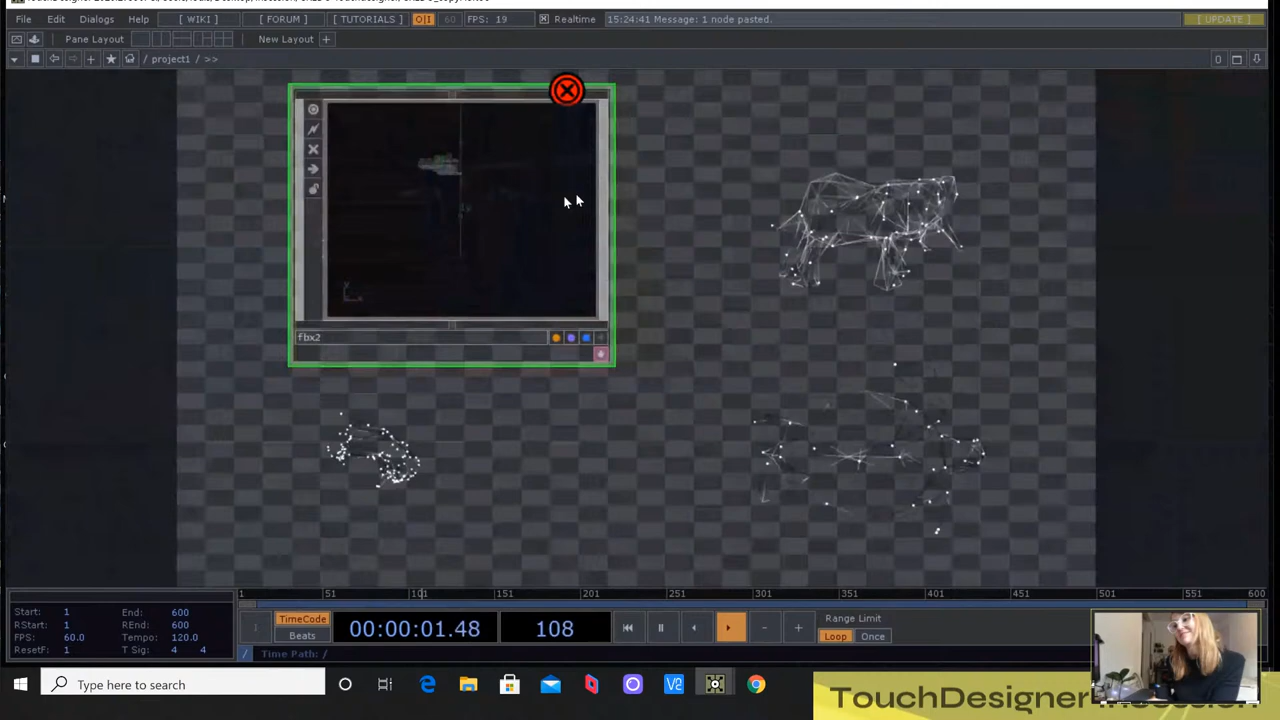 File Edit Dialogs Help [ WIKI ] [ FORUM ] [ TUTORIALS ] O|I 60 FPS: 19 Realtime 15:24:41 Message: 1 node pasted. [ UPDATE ]
Pane Layout New Layout +
/ project1 / >> 0
fbx2
1 51 101 151 201 251 301 351 401 451 501 551 600
Start: 1 End: 600
RStart: 1 REnd: 600
FPS: 60.0 Tempo: 120.0
ResetF: 1 T Sig: 4 4
TimeCode
Beats
00:00:01.48
108
Range Limit
Loop Once
/ Time Path: /
Type here to search
TouchDesigner